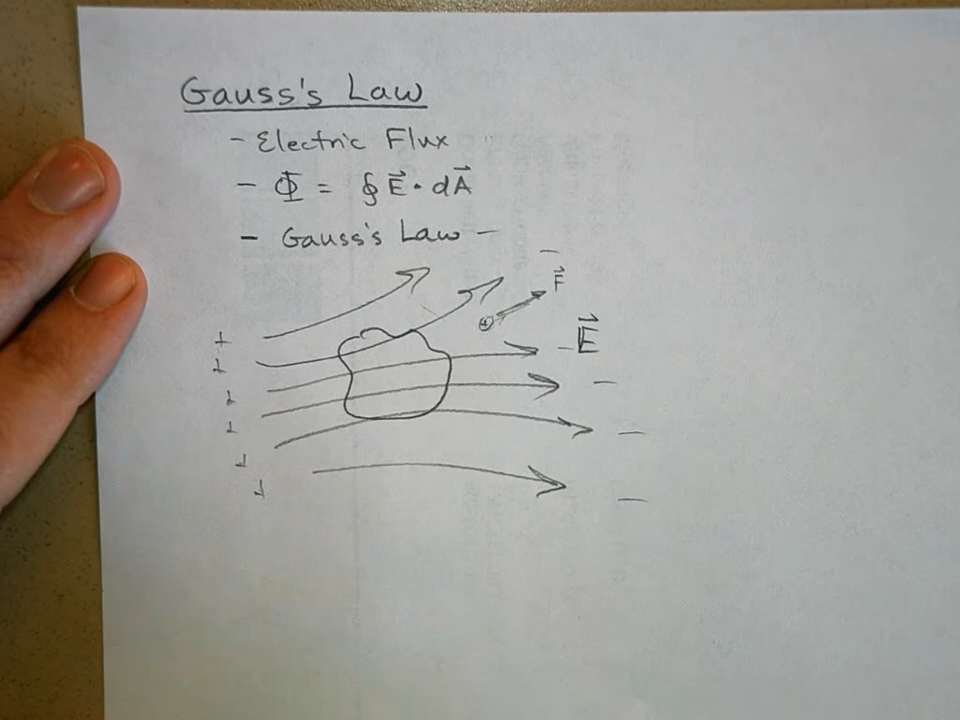 Gauss's Law
- Electric Flux
- Φ = ∮ E⃗ · dA⃗
- Gauss's Law -
F⃗
+
E⃗